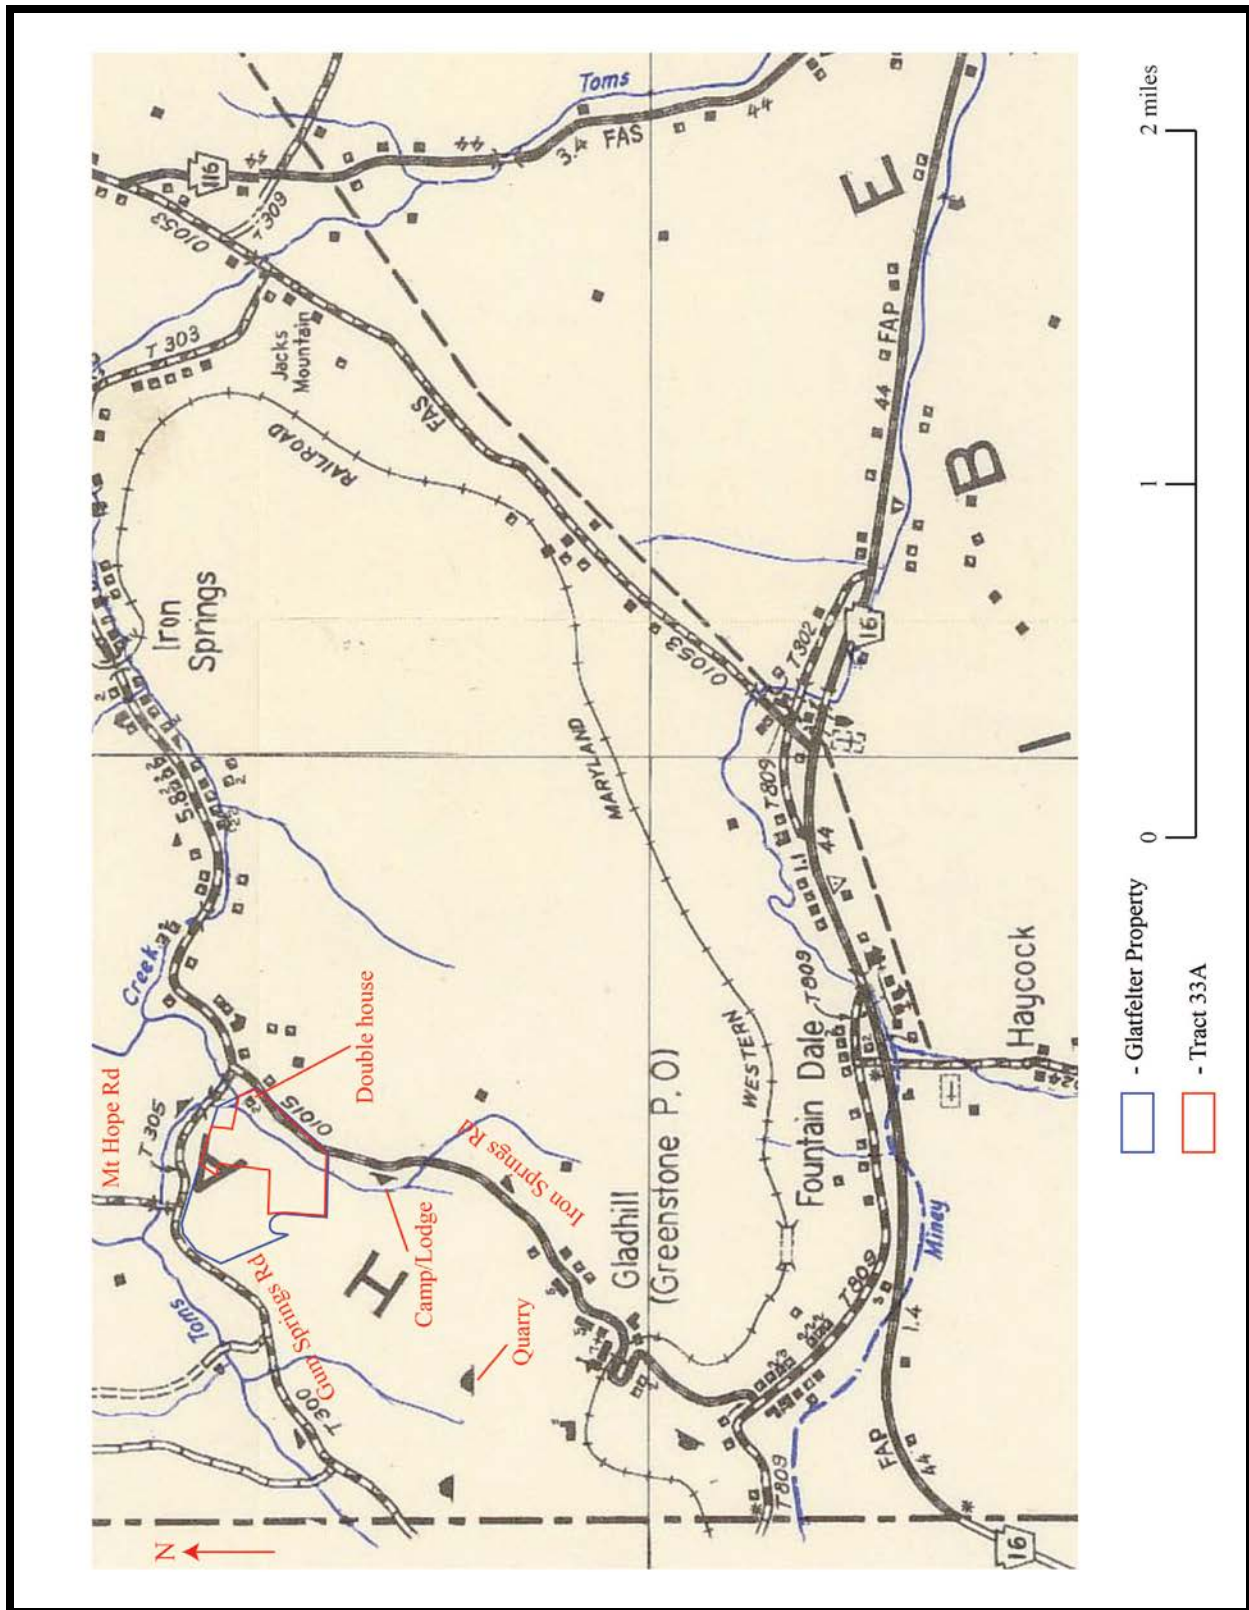 Toms
116
44
44
FAS
3.4
44
01053
T 309
T 303
Jacks
Mountain
RAILROAD
FAS
E
44 FAP
B
Iron
Springs
01053
T302
16
MARYLAND
T809
44
1.1
I
5.8
Creek
Double house
Mt Hope Rd
T 305
01015
A
Iron Springs Rd
WESTERN
Gladhill
(Greenstone P.O)
Fountain Dale
T809
Haycock
Camp/Lodge
Quarry
H
Toms
Gum Springs Rd
T 300
T809
Miney
1.4
T809
FAP
44
16
N
0
1
2 miles
- Glatfelter Property
- Tract 33A